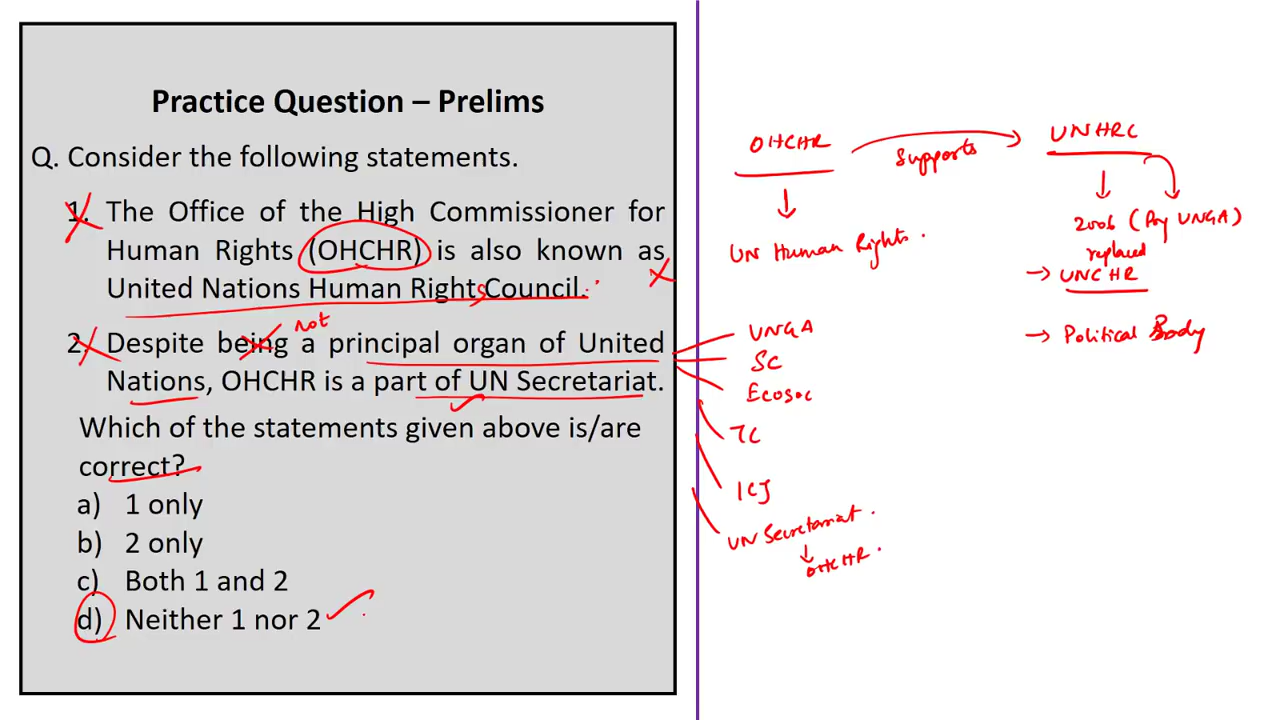 Practice Question – Prelims
Q. Consider the following statements.
1. The Office of the High Commissioner for
Human Rights (OHCHR) is also known as
United Nations Human Rights Council.
not
2. Despite being a principal organ of United
Nations, OHCHR is a part of UN Secretariat.
Which of the statements given above is/are
correct?
a) 1 only
b) 2 only
c) Both 1 and 2
d) Neither 1 nor 2
OHCHR
supports
UNHRC
UN Human Rights.
2006 (By UNGA)
replaced
UNCHR
Political Body
UNGA
SC
Ecosoc
TC
ICJ
UN Secretariat.
OHCHR.